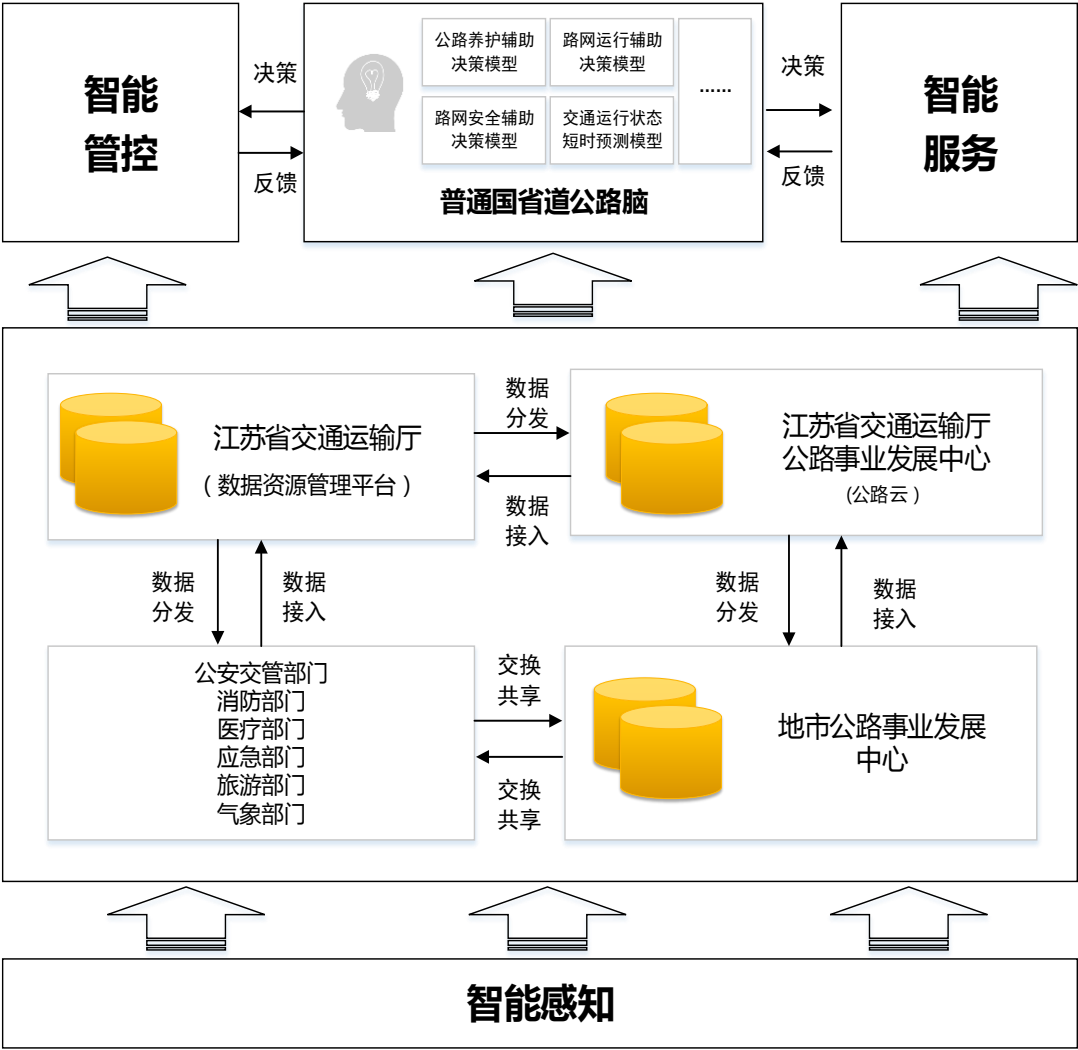 智能
管控
决策
反馈
公路养护辅助
决策模型
路网运行辅助
决策模型
路网安全辅助
决策模型
交通运行状态
短时预测模型
……
普通国省道公路脑
决策
反馈
智能
服务
江苏省交通运输厅
（数据资源管理平台）
数据
分发
数据
接入
江苏省交通运输厅
公路事业发展中心
(公路云）
数据
分发
数据
接入
数据
分发
数据
接入
公安交管部门
消防部门
医疗部门
应急部门
旅游部门
气象部门
交换
共享
交换
共享
地市公路事业发展
中心
智能感知